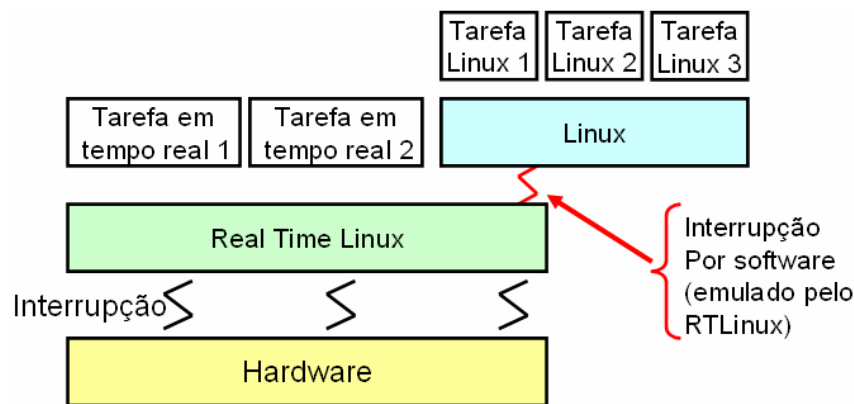 Tarefa
Linux 1
Tarefa
Linux 2
Tarefa
Linux 3
Tarefa em
tempo real 1
Tarefa em
tempo real 2
Linux
Real Time Linux
Interrupção
Por software
(emulado pelo
RTLinux)
Interrupção
Hardware